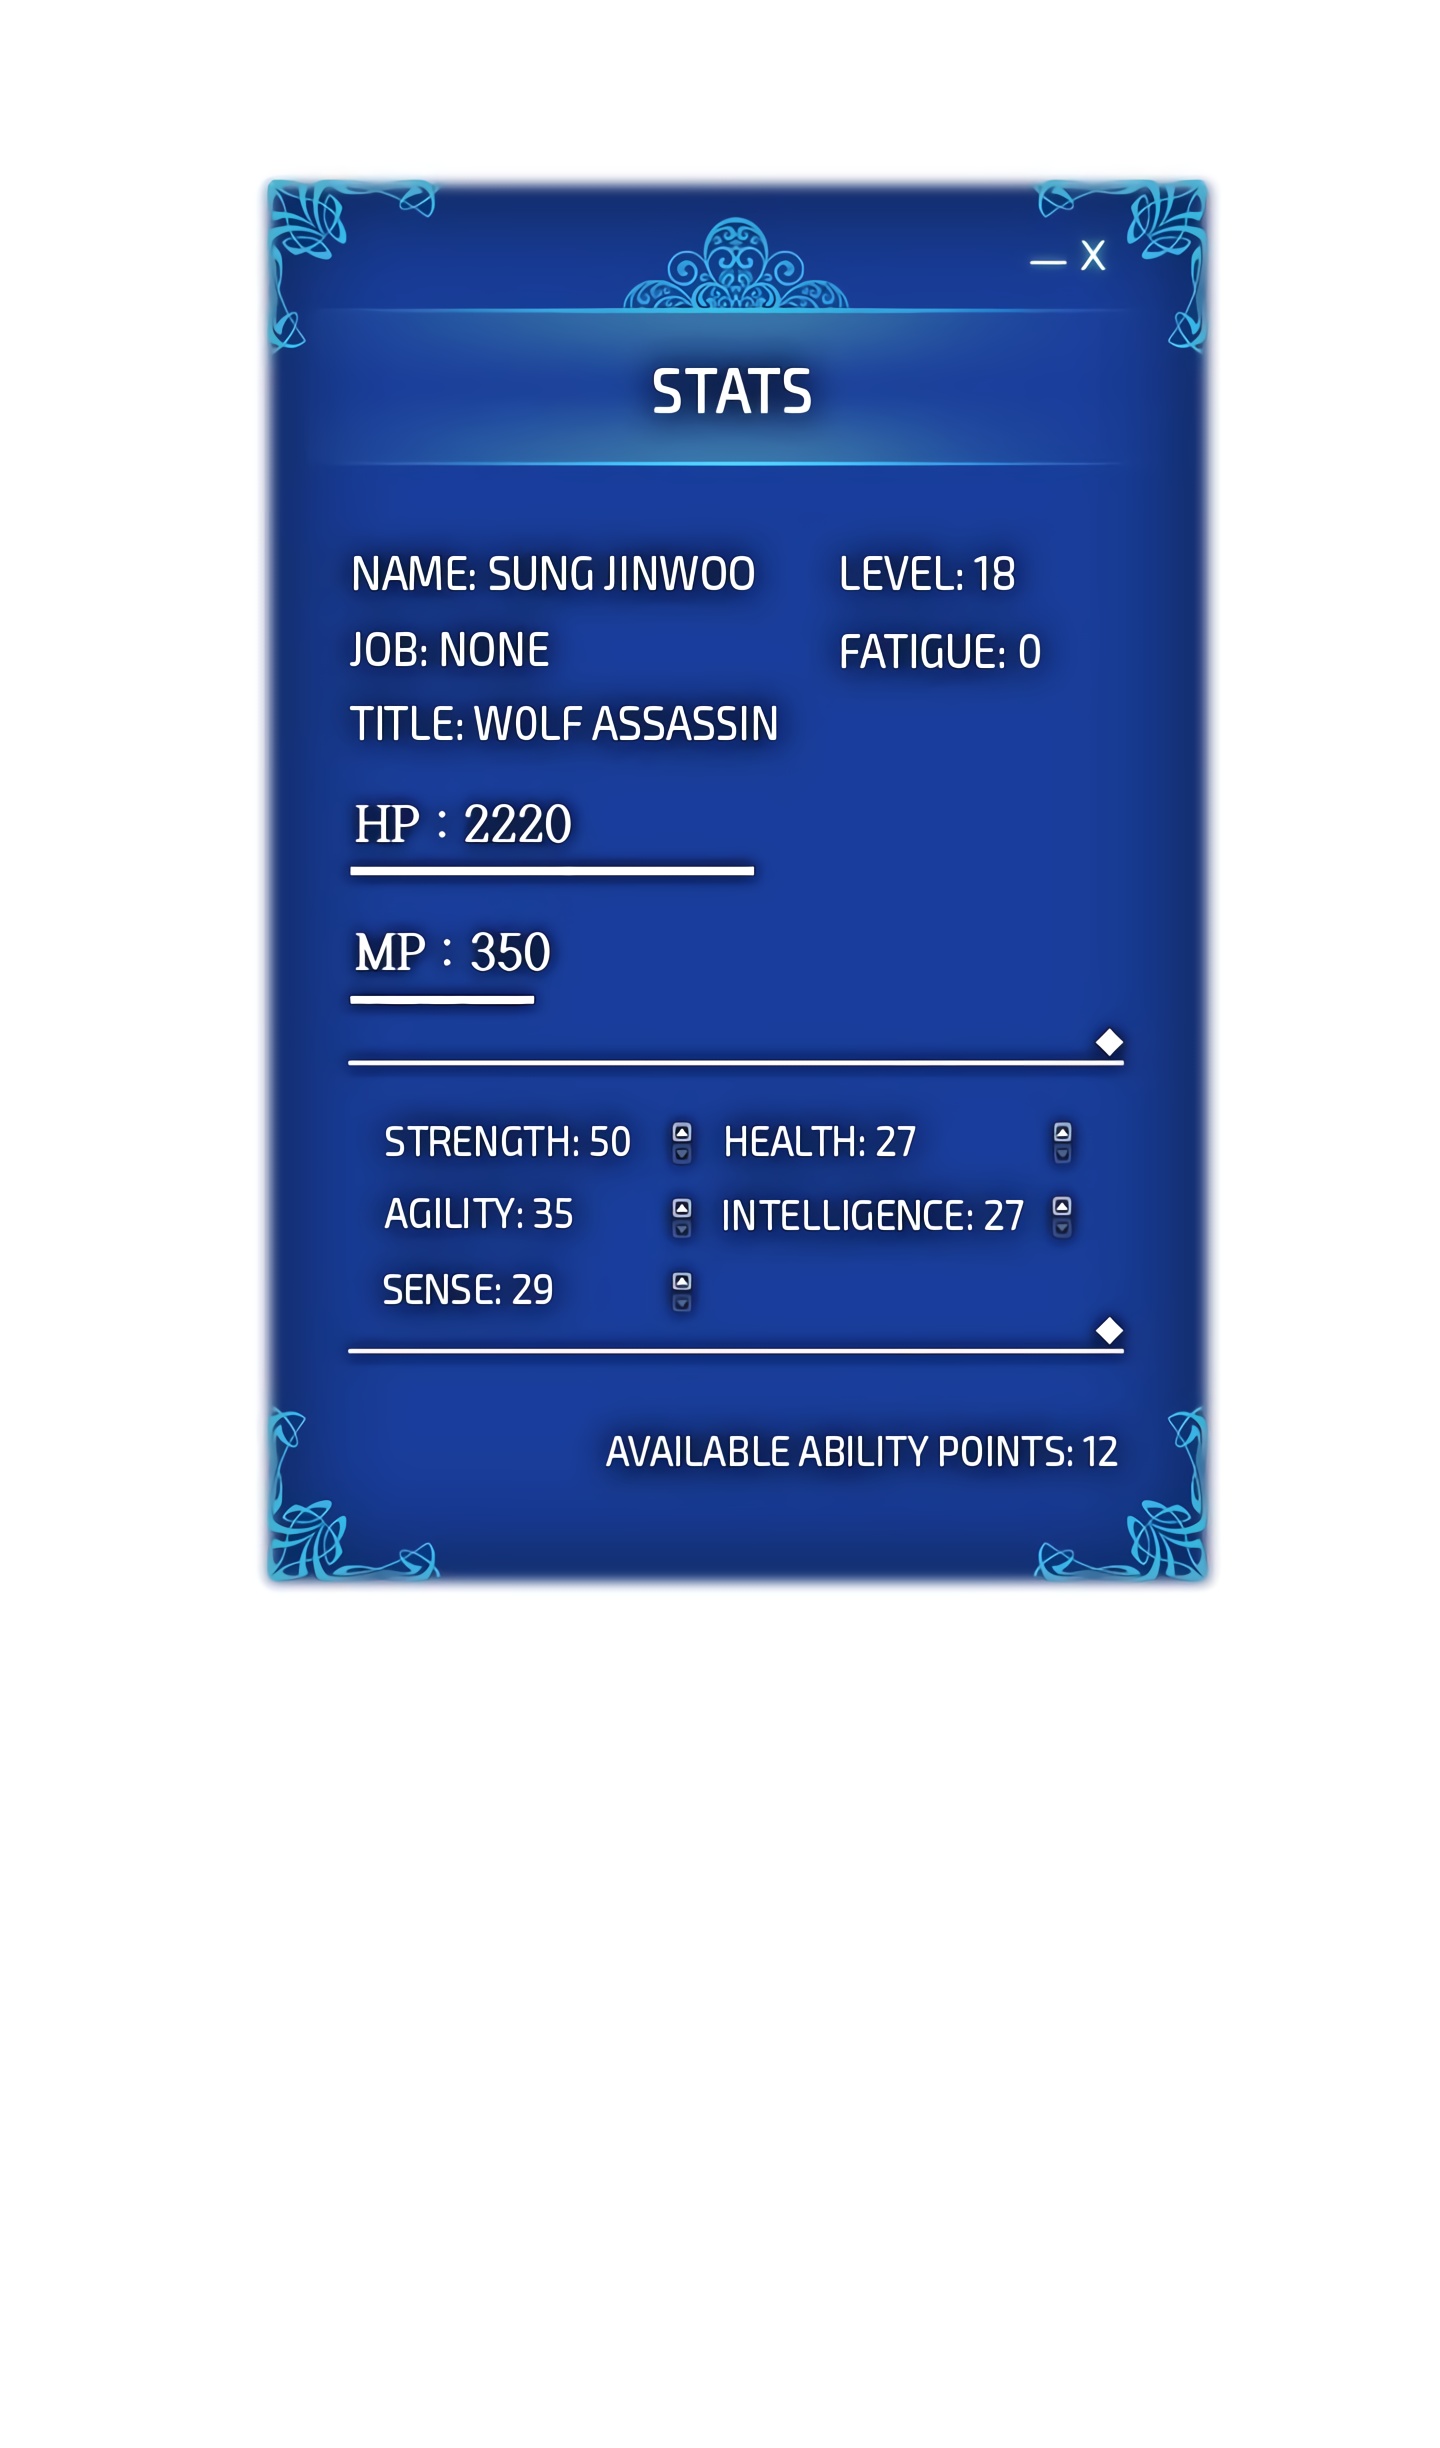 — X
STATS
NAME: SUNG JINWOO LEVEL: 18
JOB: NONE FATIGUE: 0
TITLE: WOLF ASSASSIN
HP : 2220
MP : 350
STRENGTH: 50 HEALTH: 27
AGILITY: 35 INTELLIGENCE: 27
SENSE: 29
AVAILABLE ABILITY POINTS: 12